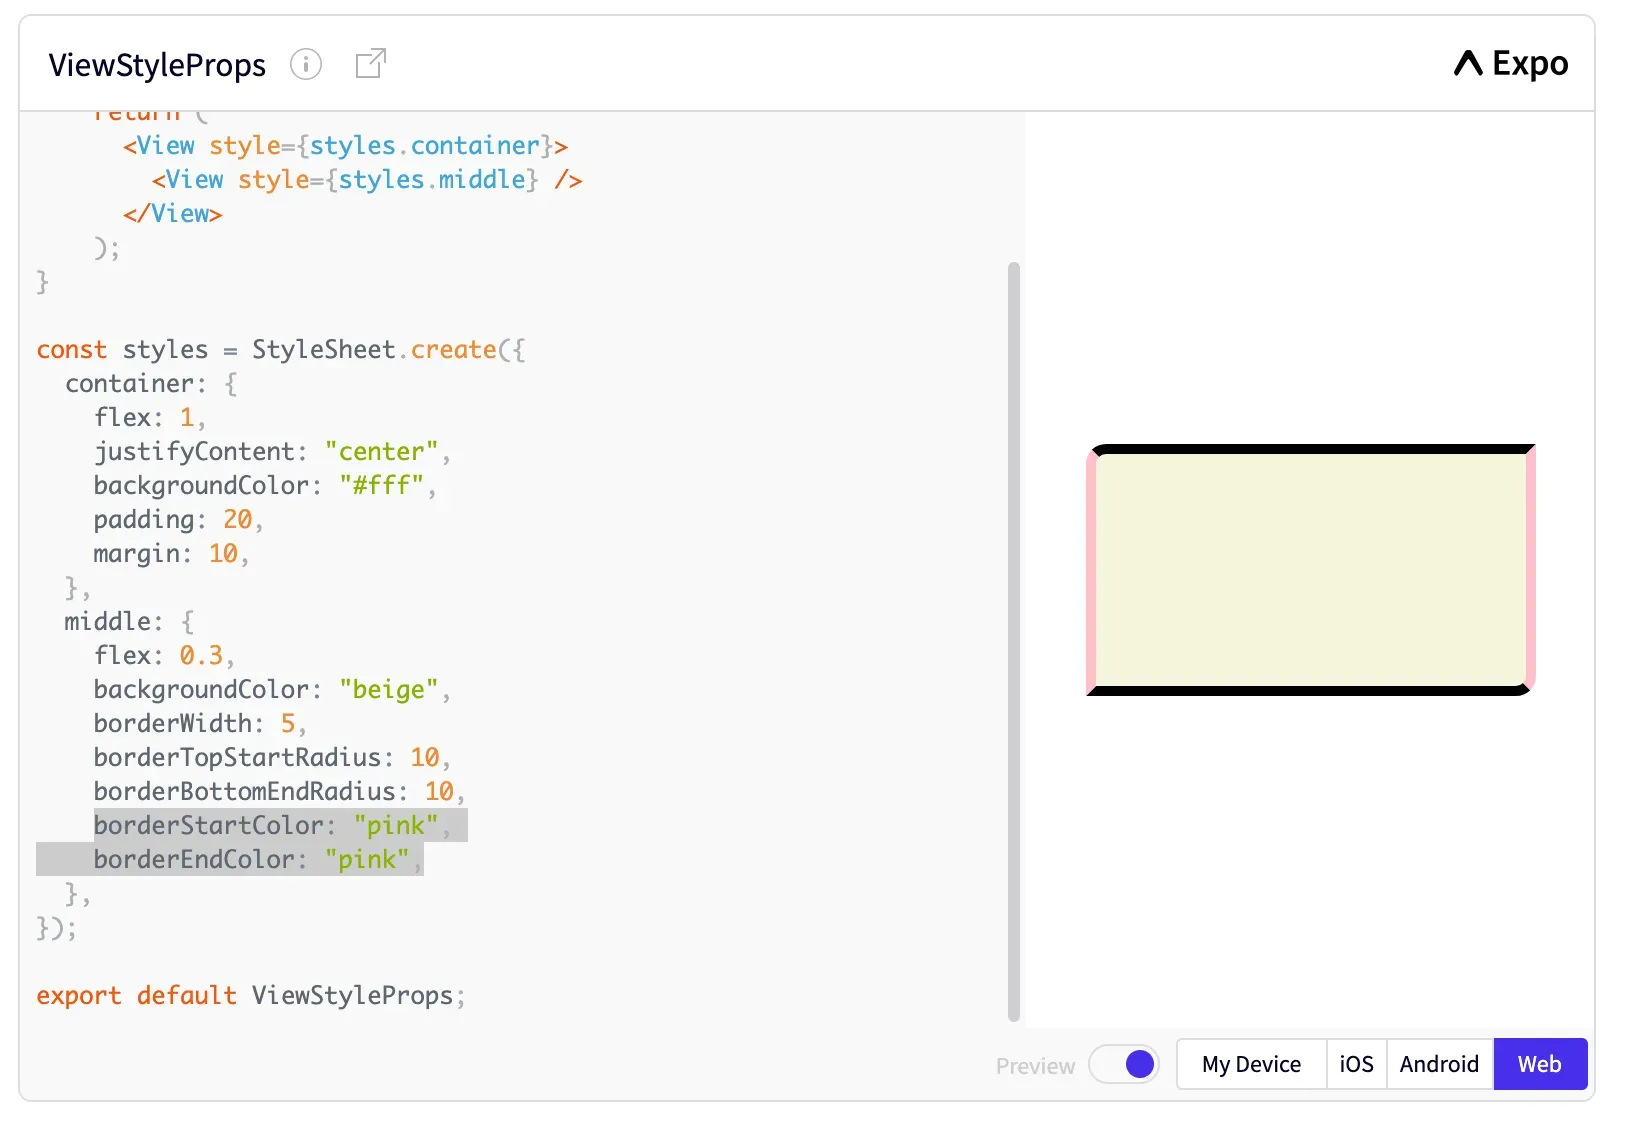 ViewStyleProps
Expo
return (
<View style={styles.container}>
<View style={styles.middle} />
</View>
);
}
const styles = StyleSheet.create({
container: {
flex: 1,
justifyContent: "center",
backgroundColor: "#fff",
padding: 20,
margin: 10,
},
middle: {
flex: 0.3,
backgroundColor: "beige",
borderWidth: 5,
borderTopStartRadius: 10,
borderBottomEndRadius: 10,
borderStartColor: "pink",
borderEndColor: "pink",
},
});
export default ViewStyleProps;
Preview My Device iOS Android Web